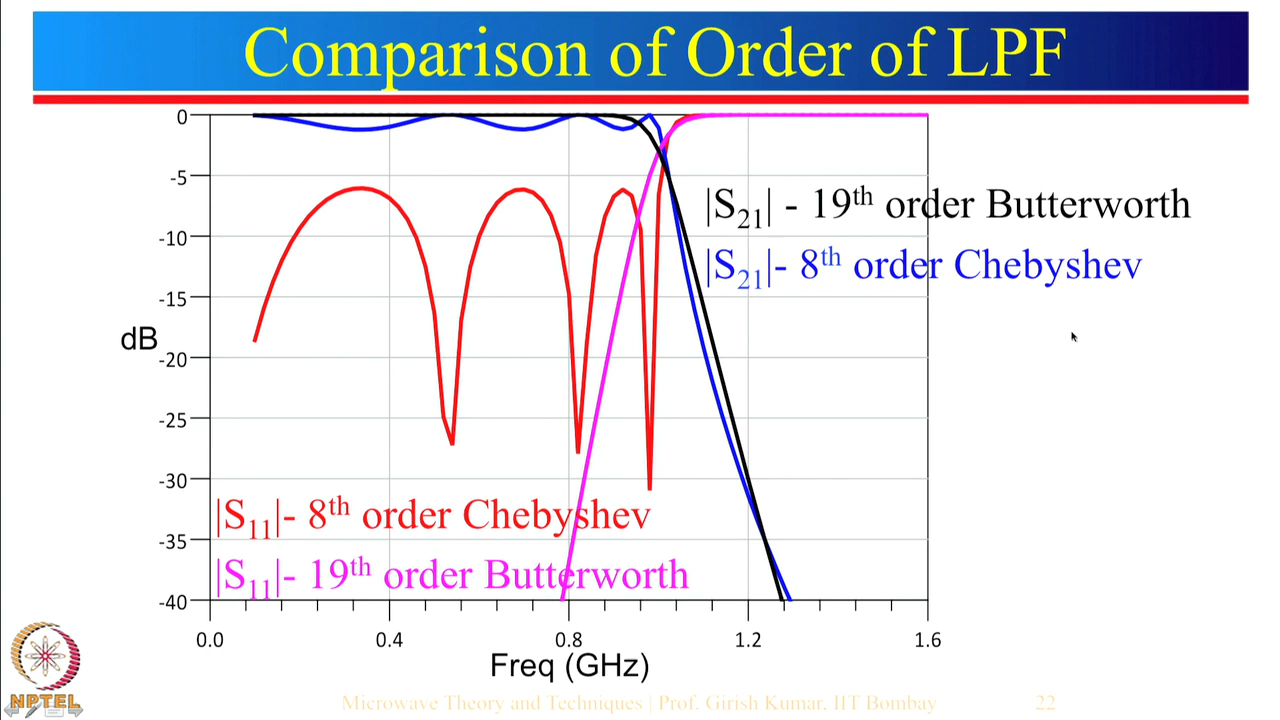 Comparison of Order of LPF
0
-5
-10
-15
-20
-25
-30
-35
-40
dB
|S21| - 19th order Butterworth
|S21|- 8th order Chebyshev
|S11|- 8th order Chebyshev
|S11|- 19th order Butterworth
0.0 0.4 0.8 1.2 1.6
Freq (GHz)
NPTEL
Microwave Theory and Techniques | Prof. Girish Kumar, IIT Bombay 22